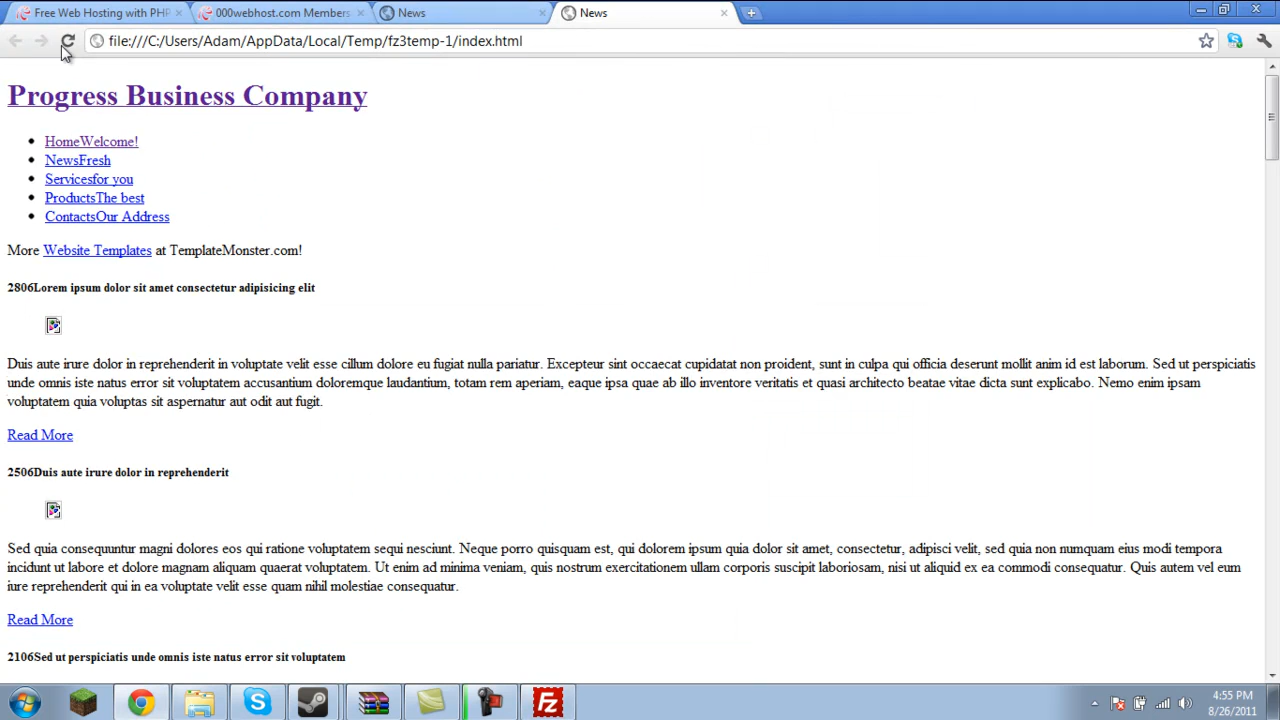 Free Web Hosting with PHP
000webhost.com Members
News
News
file:///C:/Users/Adam/AppData/Local/Temp/fz3temp-1/index.html
Progress Business Company
HomeWelcome!
NewsFresh
Servicesfor you
ProductsThe best
ContactsOur Address
More Website Templates at TemplateMonster.com!
2806Lorem ipsum dolor sit amet consectetur adipisicing elit
Duis aute irure dolor in reprehenderit in voluptate velit esse cillum dolore eu fugiat nulla pariatur. Excepteur sint occaecat cupidatat non proident, sunt in culpa qui officia deserunt mollit anim id est laborum. Sed ut perspiciatis
unde omnis iste natus error sit voluptatem accusantium doloremque laudantium, totam rem aperiam, eaque ipsa quae ab illo inventore veritatis et quasi architecto beatae vitae dicta sunt explicabo. Nemo enim ipsam
voluptatem quia voluptas sit aspernatur aut odit aut fugit.
Read More
2506Duis aute irure dolor in reprehenderit
Sed quia consequuntur magni dolores eos qui ratione voluptatem sequi nesciunt. Neque porro quisquam est, qui dolorem ipsum quia dolor sit amet, consectetur, adipisci velit, sed quia non numquam eius modi tempora
incidunt ut labore et dolore magnam aliquam quaerat voluptatem. Ut enim ad minima veniam, quis nostrum exercitationem ullam corporis suscipit laboriosam, nisi ut aliquid ex ea commodi consequatur. Quis autem vel eum
iure reprehenderit qui in ea voluptate velit esse quam nihil molestiae consequatur.
Read More
2106Sed ut perspiciatis unde omnis iste natus error sit voluptatem
4:55 PM
8/26/2011